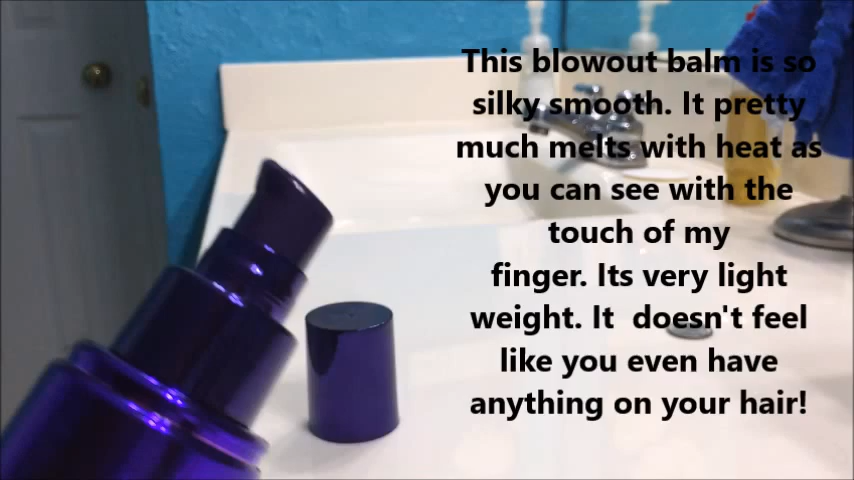 This blowout balm is so
silky smooth. It pretty
much melts with heat as
you can see with the
touch of my
finger. Its very light
weight. It  doesn't feel
like you even have
anything on your hair!